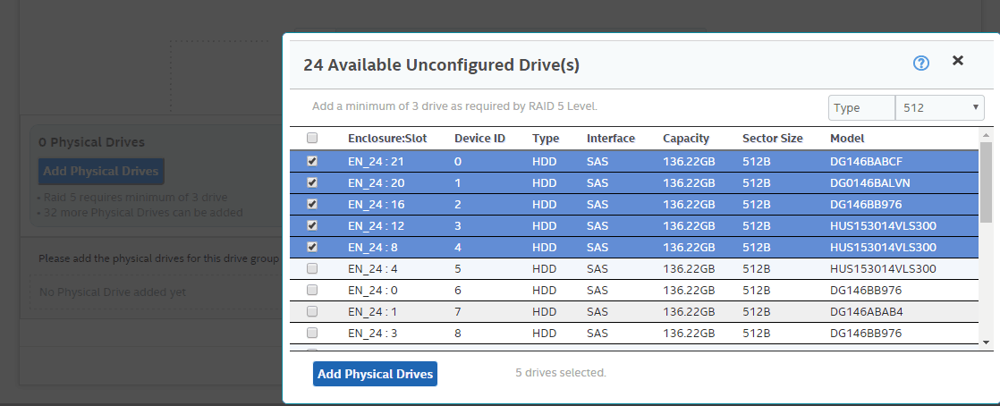 0 Physical Drives
Add Physical Drives
• Raid 5 requires minimum of 3 drive
• 32 more Physical Drives can be added
Please add the physical drives for this drive group
No Physical Drive added yet
24 Available Unconfigured Drive(s)
Add a minimum of 3 drive as required by RAID 5 Level.
Type 512
Enclosure:Slot Device ID Type Interface Capacity Sector Size Model
EN_24 : 21 0 HDD SAS 136.22GB 512B DG146BABCF
EN_24 : 20 1 HDD SAS 136.22GB 512B DG0146BALVN
EN_24 : 16 2 HDD SAS 136.22GB 512B DG146BB976
EN_24 : 12 3 HDD SAS 136.22GB 512B HUS153014VLS300
EN_24 : 8 4 HDD SAS 136.22GB 512B HUS153014VLS300
EN_24 : 4 5 HDD SAS 136.22GB 512B HUS153014VLS300
EN_24 : 0 6 HDD SAS 136.22GB 512B DG146BB976
EN_24 : 1 7 HDD SAS 136.22GB 512B DG146ABAB4
EN_24 : 3 8 HDD SAS 136.22GB 512B DG146BB976
Add Physical Drives 5 drives selected.